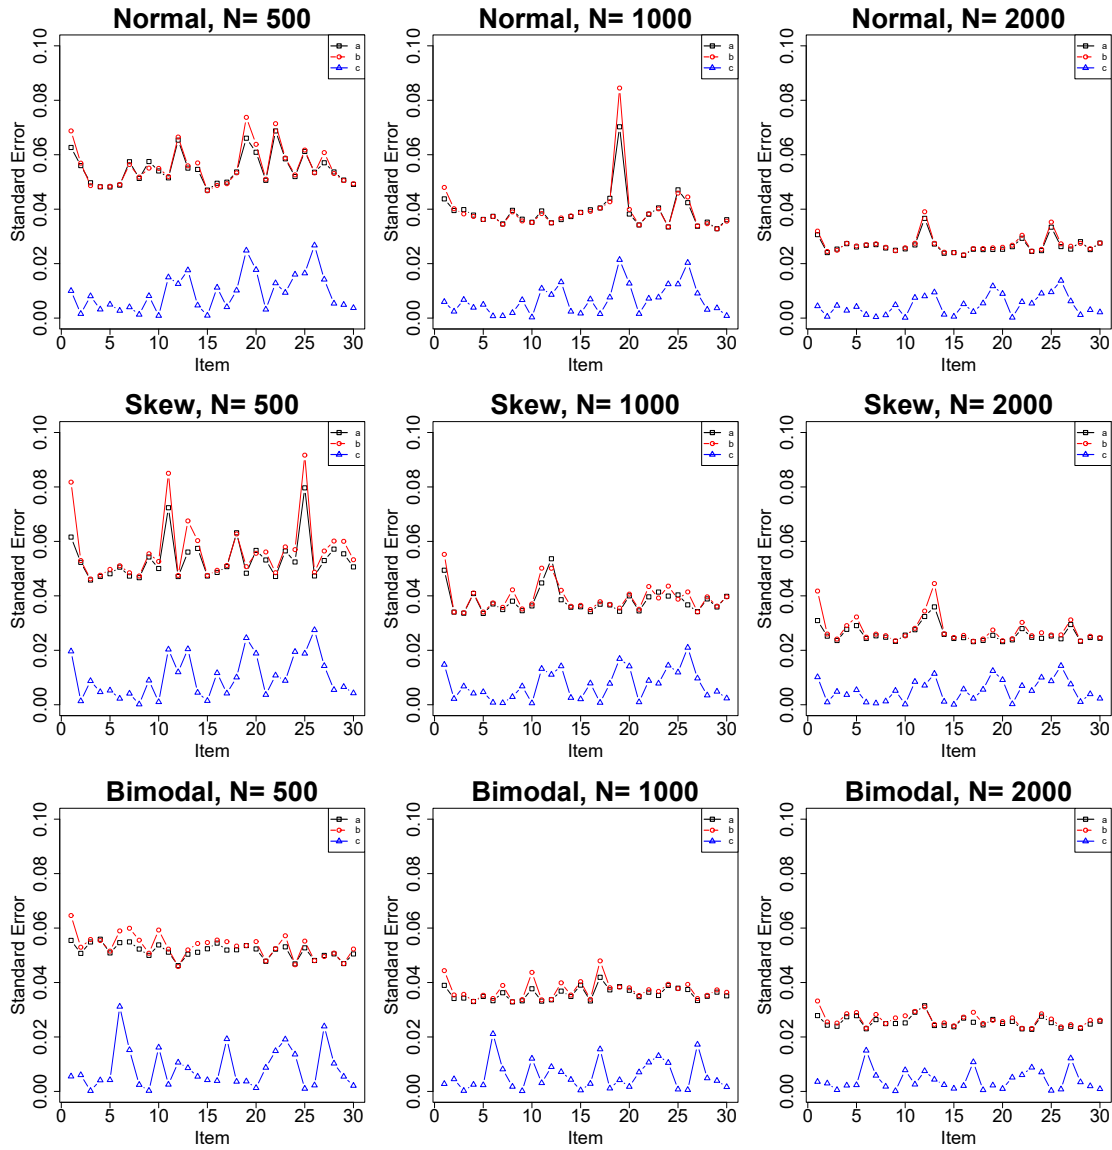 Normal, N= 500
Standard Error
0.00 0.02 0.04 0.06 0.08 0.10
a
b
c
0 5 10 15 20 25 30
Item
Normal, N= 1000
Standard Error
0.00 0.02 0.04 0.06 0.08 0.10
a
b
c
0 5 10 15 20 25 30
Item
Normal, N= 2000
Standard Error
0.00 0.02 0.04 0.06 0.08 0.10
a
b
c
0 5 10 15 20 25 30
Item
Skew, N= 500
Standard Error
0.00 0.02 0.04 0.06 0.08 0.10
a
b
c
0 5 10 15 20 25 30
Item
Skew, N= 1000
Standard Error
0.00 0.02 0.04 0.06 0.08 0.10
a
b
c
0 5 10 15 20 25 30
Item
Skew, N= 2000
Standard Error
0.00 0.02 0.04 0.06 0.08 0.10
a
b
c
0 5 10 15 20 25 30
Item
Bimodal, N= 500
Standard Error
0.00 0.02 0.04 0.06 0.08 0.10
a
b
c
0 5 10 15 20 25 30
Item
Bimodal, N= 1000
Standard Error
0.00 0.02 0.04 0.06 0.08 0.10
a
b
c
0 5 10 15 20 25 30
Item
Bimodal, N= 2000
Standard Error
0.00 0.02 0.04 0.06 0.08 0.10
a
b
c
0 5 10 15 20 25 30
Item